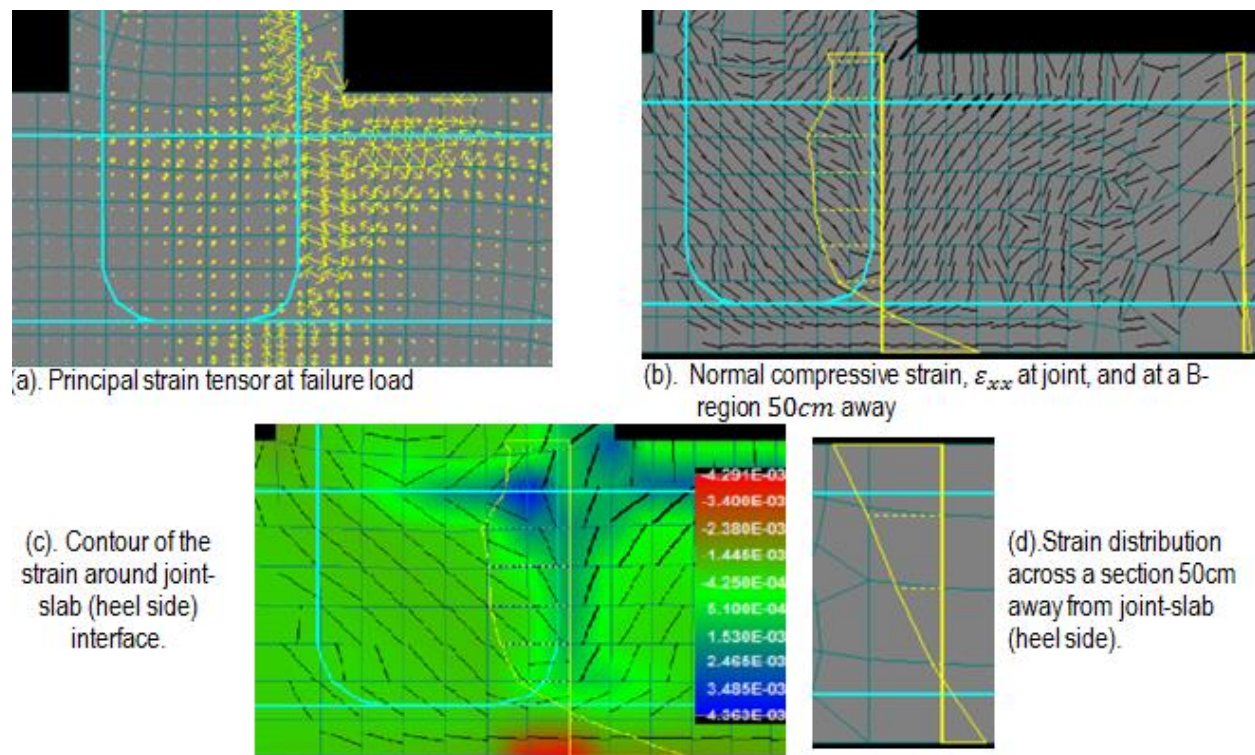 (a). Principal strain tensor at failure load
(b). Normal compressive strain, εxx at joint, and at a B-
region 50cm away
(c). Contour of the
strain around joint-
slab (heel side)
interface.
-4.291E-03
-3.400E-03
-2.380E-03
-1.445E-03
-4.250E-04
5.100E-04
1.530E-03
2.465E-03
3.485E-03
4.363E-03
(d).Strain distribution
across a section 50cm
away from joint-slab
(heel side).